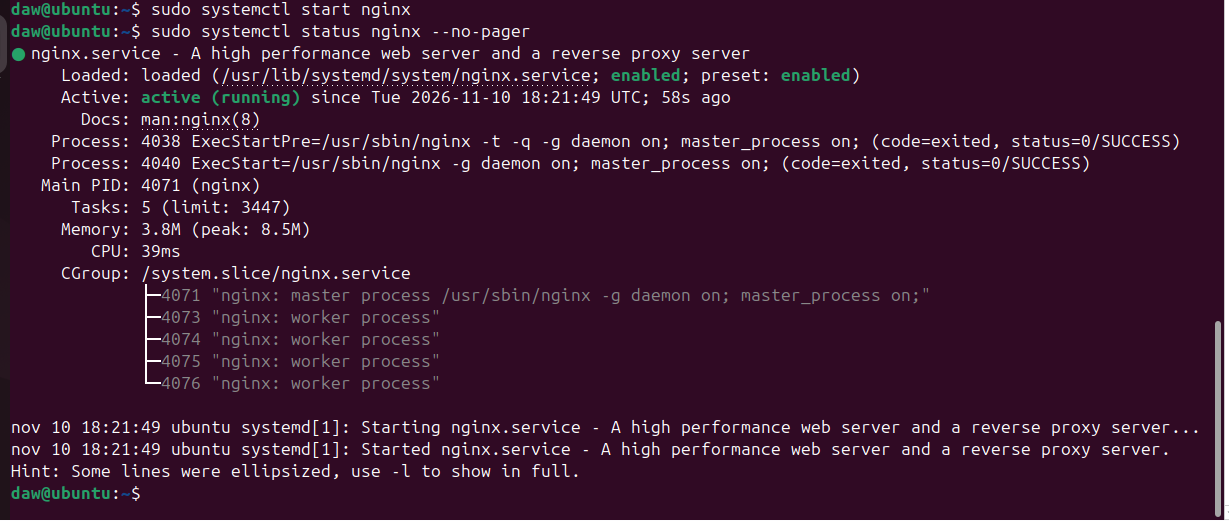 daw@ubuntu:~$ sudo systemctl start nginx
daw@ubuntu:~$ sudo systemctl status nginx --no-pager
● nginx.service - A high performance web server and a reverse proxy server
     Loaded: loaded (/usr/lib/systemd/system/nginx.service; enabled; preset: enabled)
     Active: active (running) since Tue 2026-11-10 18:21:49 UTC; 58s ago
       Docs: man:nginx(8)
    Process: 4038 ExecStartPre=/usr/sbin/nginx -t -q -g daemon on; master_process on; (code=exited, status=0/SUCCESS)
    Process: 4040 ExecStart=/usr/sbin/nginx -g daemon on; master_process on; (code=exited, status=0/SUCCESS)
   Main PID: 4071 (nginx)
      Tasks: 5 (limit: 3447)
     Memory: 3.8M (peak: 8.5M)
        CPU: 39ms
     CGroup: /system.slice/nginx.service
             ├─4071 "nginx: master process /usr/sbin/nginx -g daemon on; master_process on;"
             ├─4073 "nginx: worker process"
             ├─4074 "nginx: worker process"
             ├─4075 "nginx: worker process"
             └─4076 "nginx: worker process"
nov 10 18:21:49 ubuntu systemd[1]: Starting nginx.service - A high performance web server and a reverse proxy server...
nov 10 18:21:49 ubuntu systemd[1]: Started nginx.service - A high performance web server and a reverse proxy server.
Hint: Some lines were ellipsized, use -l to show in full.
daw@ubuntu:~$